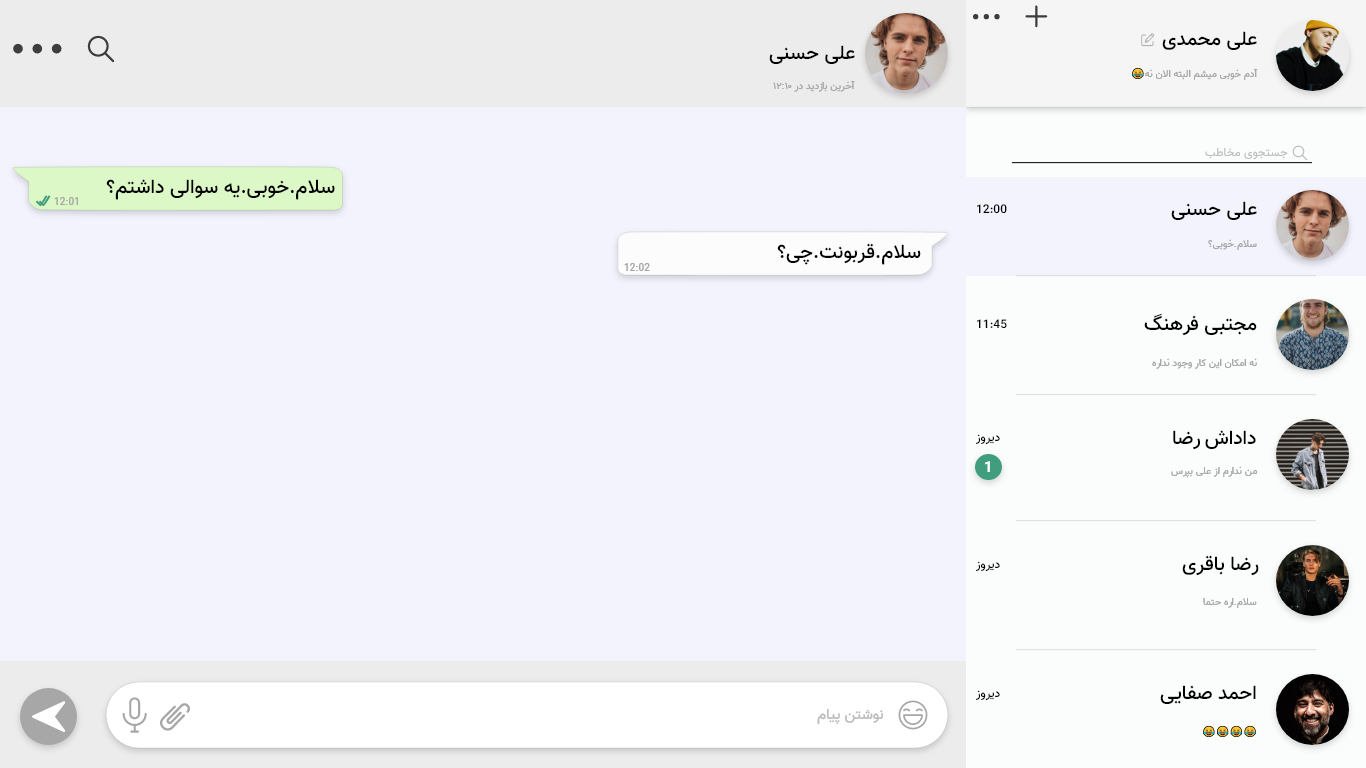 علی محمدی
آدم خوبی میشم البته الان نه😂
جستجوی مخاطب
علی حسنی
12:00
سلام.خوبی؟
مجتبی فرهنگ
11:45
نه امکان این کار وجود نداره
داداش رضا
دیروز
من ندارم از علی بپرس
1
رضا باقری
دیروز
سلام.اره حتما
احمد صفایی
دیروز
😂😂😂😂
علی حسنی
آخرین بازدید در ۱۲:۱۰
سلام.خوبی.یه سوالی داشتم؟
12:01
سلام.قربونت.چی؟
12:02
نوشتن پیام